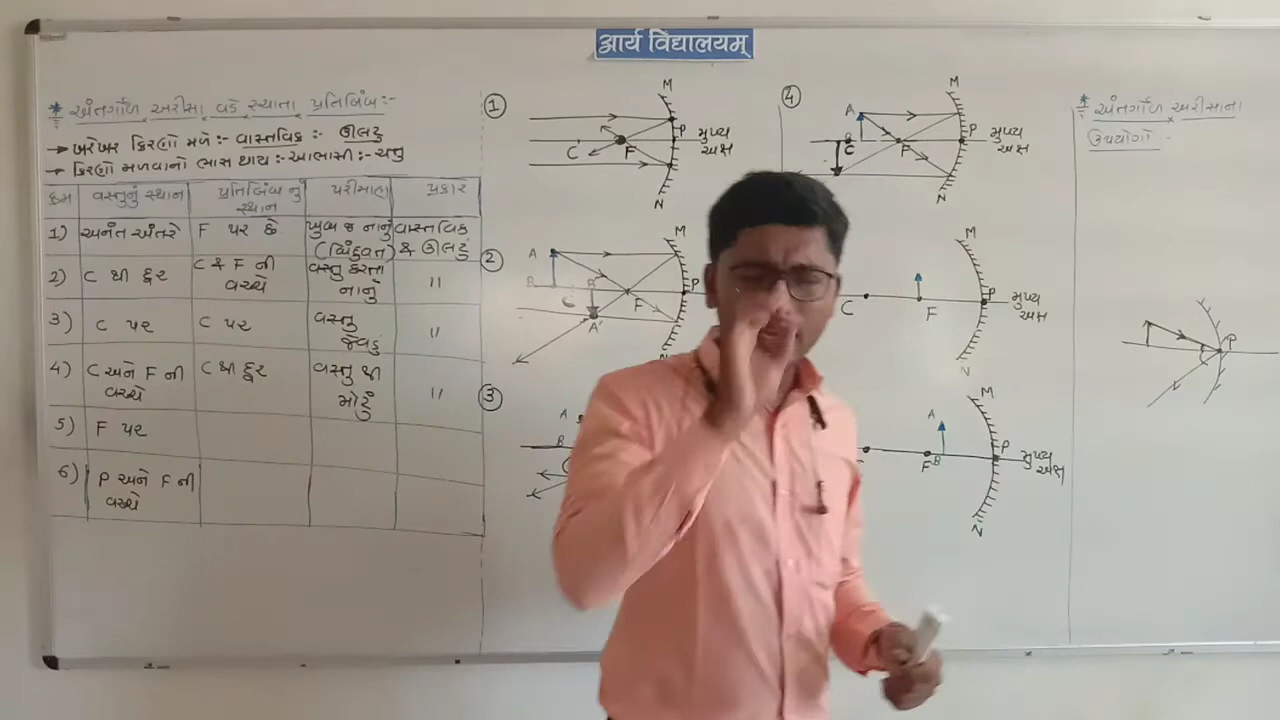 आर्य विद्यालयम्
* અંતર્ગોળ અરીસા વડે રચાતા પ્રતિબિંબ :-
→ ખરેખર કિરણો મળે :- વાસ્તવિક :- ઊલટુ
→ કિરણો મળવાનો ભાસ થાય :- આભાસી :- ચત્તુ
ક્રમ વસ્તુનું સ્થાન પ્રતિબિંબ નું સ્થાન પરીમાણ પ્રકાર
1) અનંત અંતરે F પર છે. ખુબ જ નાનું (બિંદુવત) વાસ્તવિક & ઊલટું
2) C થી દુર C & F ની વચ્ચે વસ્તુ કરતા નાનું "
3) C પર C પર વસ્તુ જેવડું "
4) C અને F ની વચ્ચે C થી દુર વસ્તુ થી મોટું "
5) F પર
6) P અને F ની વચ્ચે
1
M
C F P મુખ્ય અક્ષ
N
2
M
A
B C B' F P
A'
N
3
A
B
4
M
A
B C F P મુખ્ય અક્ષ
N
M
C F P મુખ્ય અક્ષ
N
M
A
F B P મુખ્ય અક્ષ
N
* અંતર્ગોળ અરીસાના
ઉપયોગો :-
P